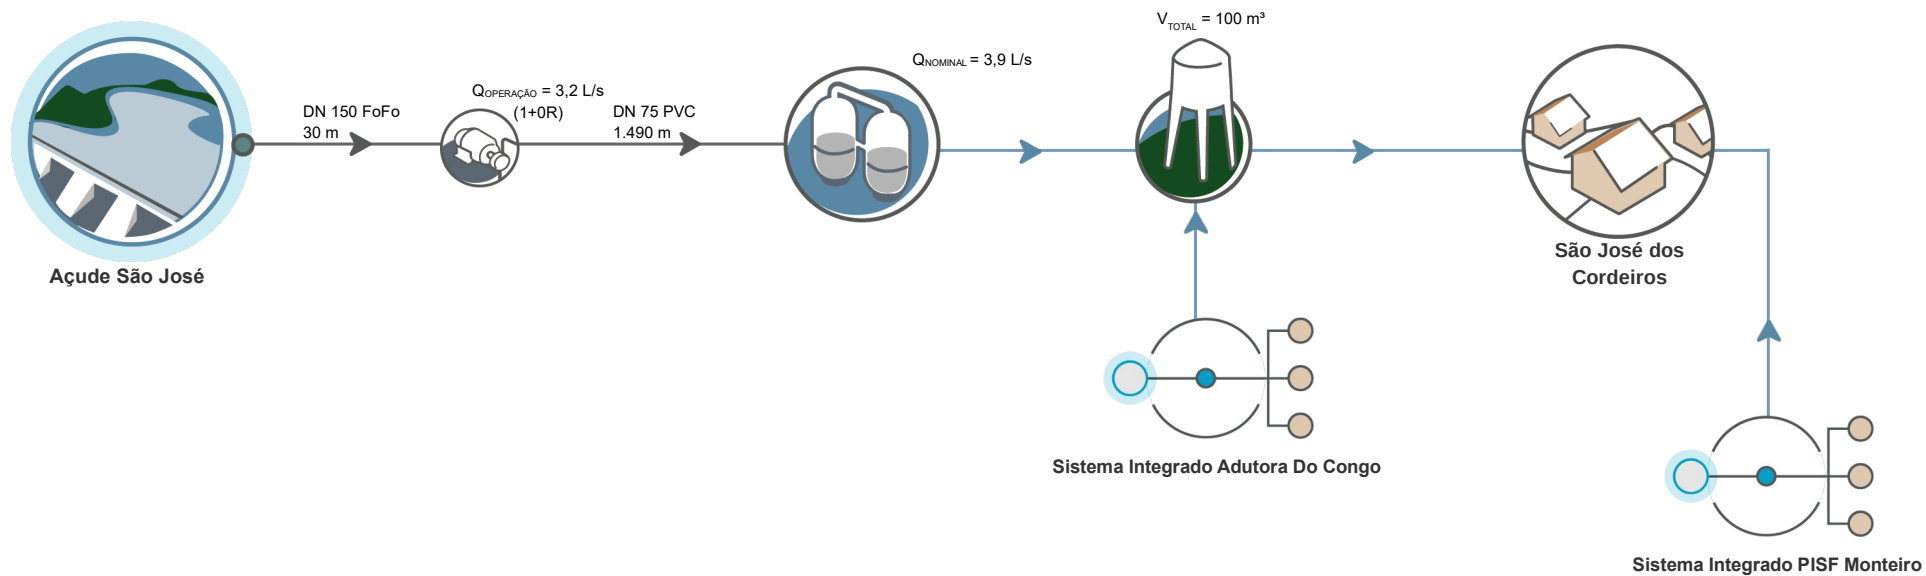 V_TOTAL = 100 m³
Q_NOMINAL = 3,9 L/s
Q_OPERAÇÃO = 3,2 L/s
(1+0R)
DN 150 FoFo
30 m
DN 75 PVC
1.490 m
Açude São José
São José dos
Cordeiros
Sistema Integrado Adutora Do Congo
Sistema Integrado PISF Monteiro